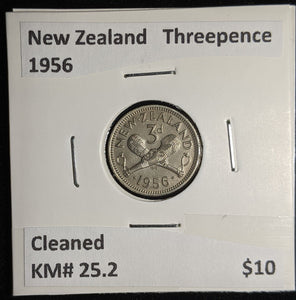 New Zealand Threepence
1956
NEW·ZEALAND
3d
·1956·
Cleaned
KM# 25.2 $10